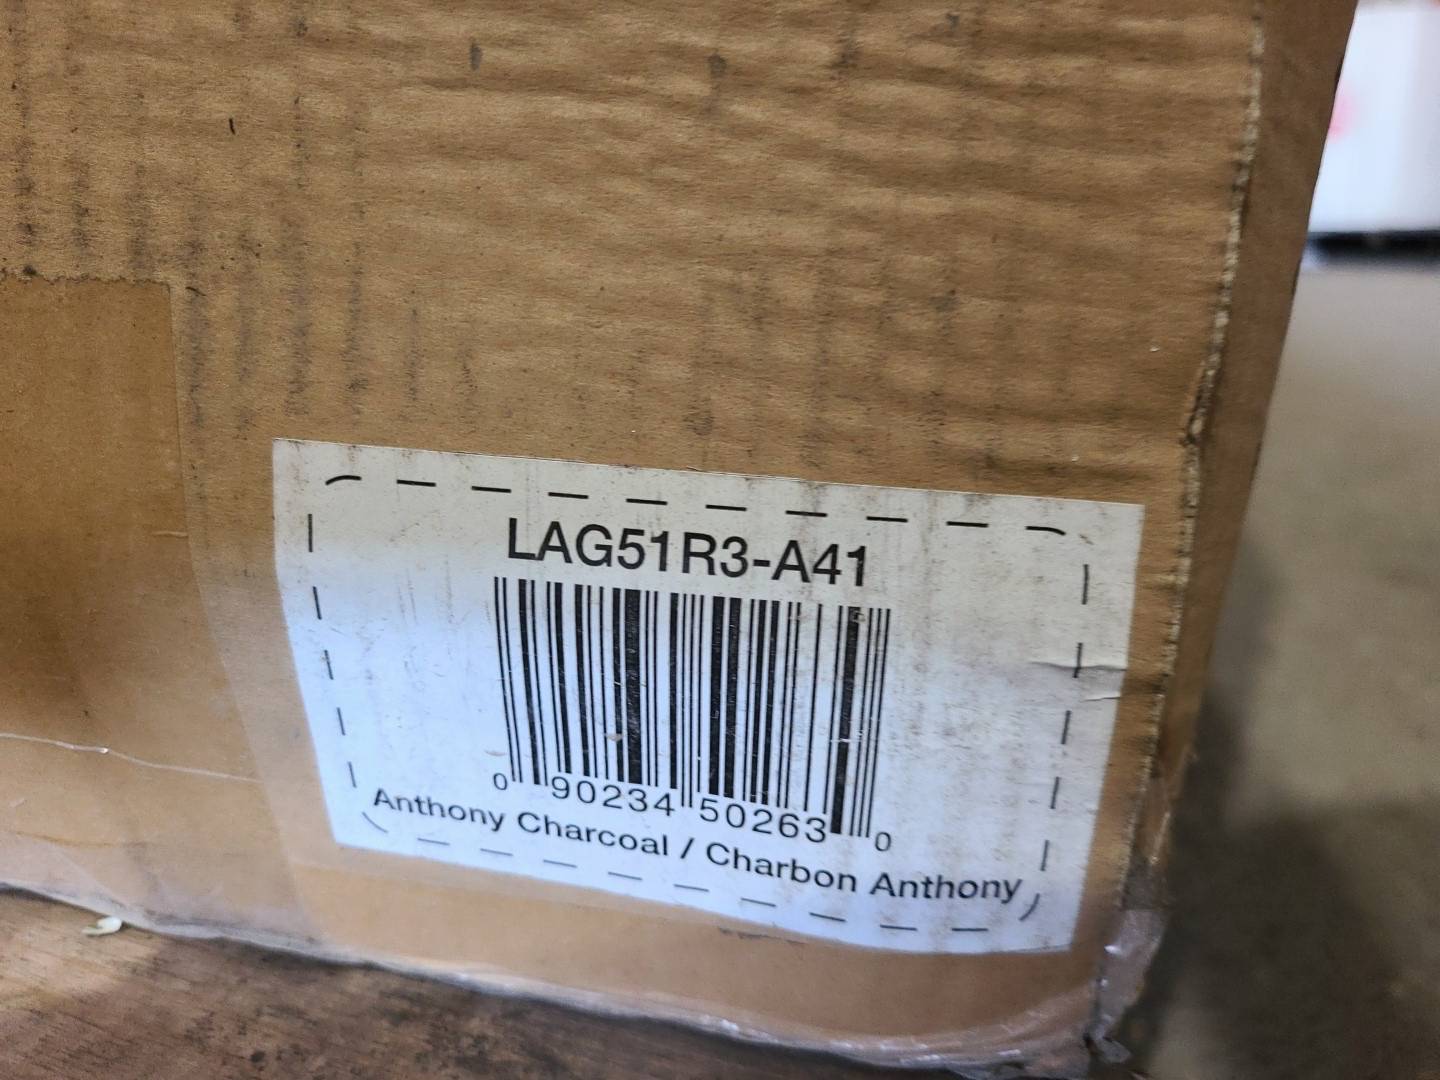 LAG51R3-A41
0 90234 50263 0
Anthony Charcoal / Charbon Anthony